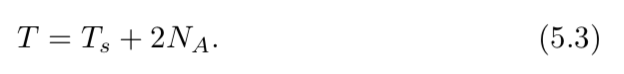 T = T_s + 2N_A. (5.3)